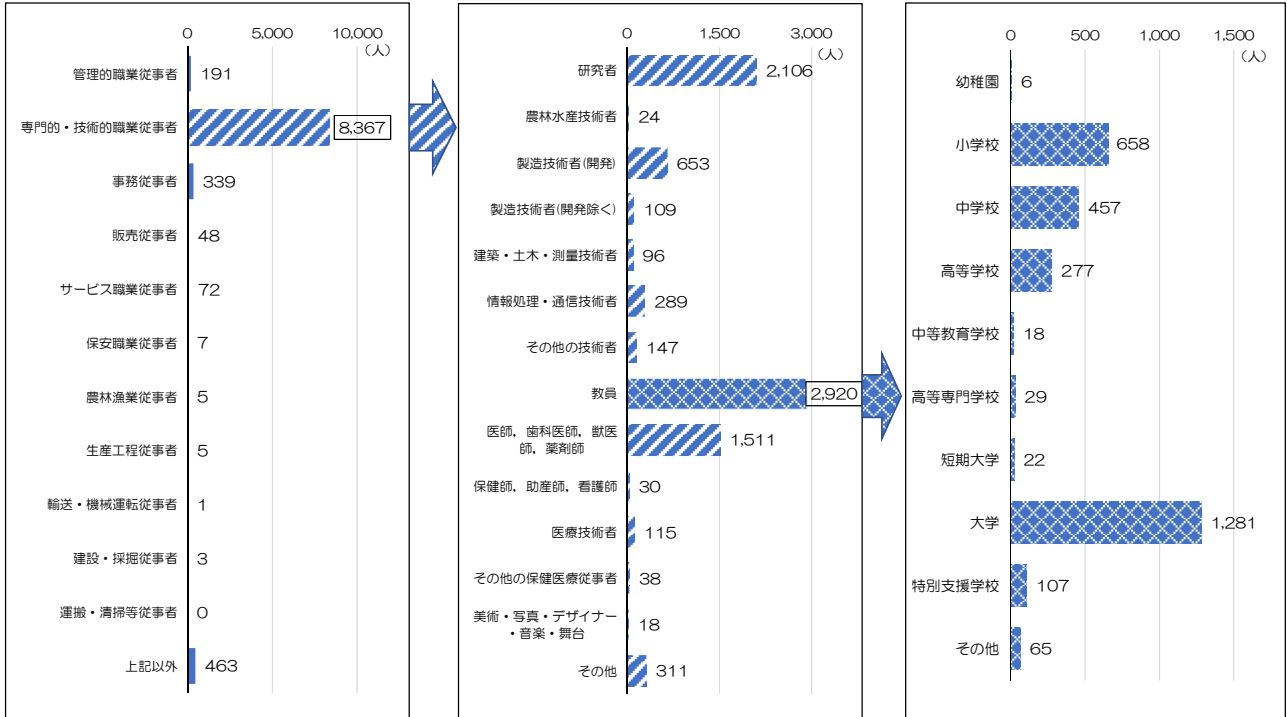 0 5,000 10,000
(人)
管理的職業従事者 191
専門的・技術的職業従事者 8,367
事務従事者 339
販売従事者 48
サービス職業従事者 72
保安職業従事者 7
農林漁業従事者 5
生産工程従事者 5
輸送・機械運転従事者 1
建設・採掘従事者 3
運搬・清掃等従事者 0
上記以外 463
0 1,500 3,000
(人)
研究者 2,106
農林水産技術者 24
製造技術者(開発) 653
製造技術者(開発除く) 109
建築・土木・測量技術者 96
情報処理・通信技術者 289
その他の技術者 147
教員 2,920
医師，歯科医師，獣医
師，薬剤師 1,511
保健師，助産師，看護師 30
医療技術者 115
その他の保健医療従事者 38
美術・写真・デザイナー
・音楽・舞台 18
その他 311
0 500 1,000 1,500
(人)
幼稚園 6
小学校 658
中学校 457
高等学校 277
中等教育学校 18
高等専門学校 29
短期大学 22
大学 1,281
特別支援学校 107
その他 65